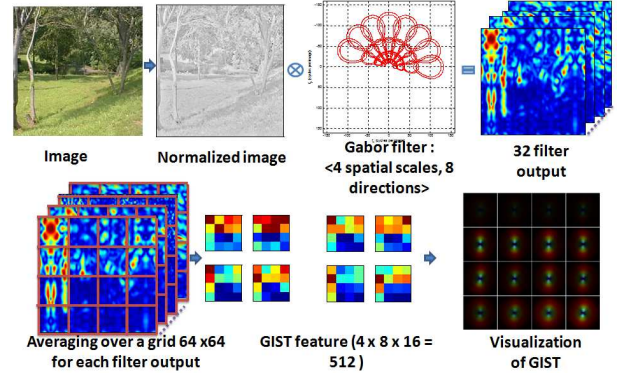 Image
Normalized image
Gabor filter :
<4 spatial scales, 8
directions>
32 filter
output
Averaging over a grid 64 x64
for each filter output
GIST feature (4 x 8 x 16 =
512 )
Visualization
of GIST